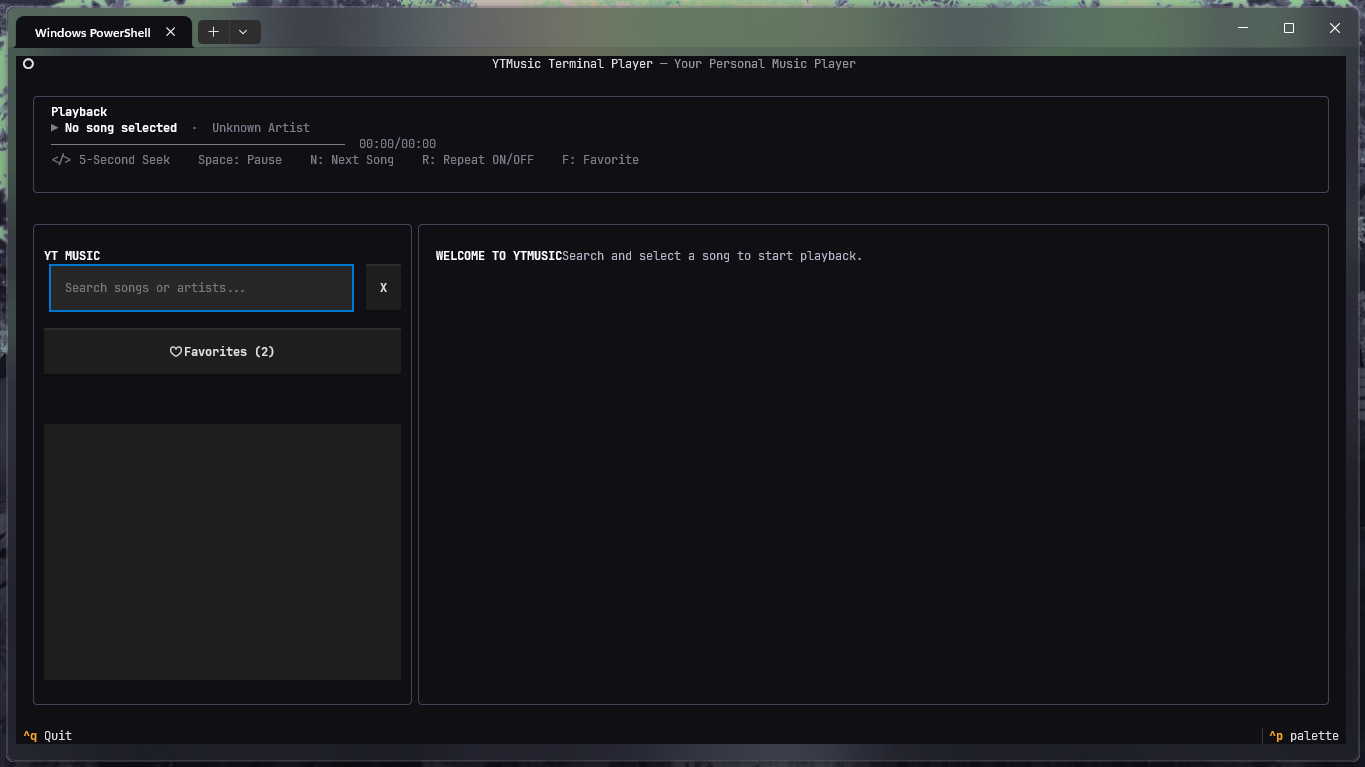 Windows PowerShell
YTMusic Terminal Player — Your Personal Music Player
Playback
▶ No song selected · Unknown Artist
00:00/00:00
</> 5-Second Seek Space: Pause N: Next Song R: Repeat ON/OFF F: Favorite
YT MUSIC
Search songs or artists...
X
♡Favorites (2)
WELCOME TO YTMUSICSearch and select a song to start playback.
^q Quit
^p palette